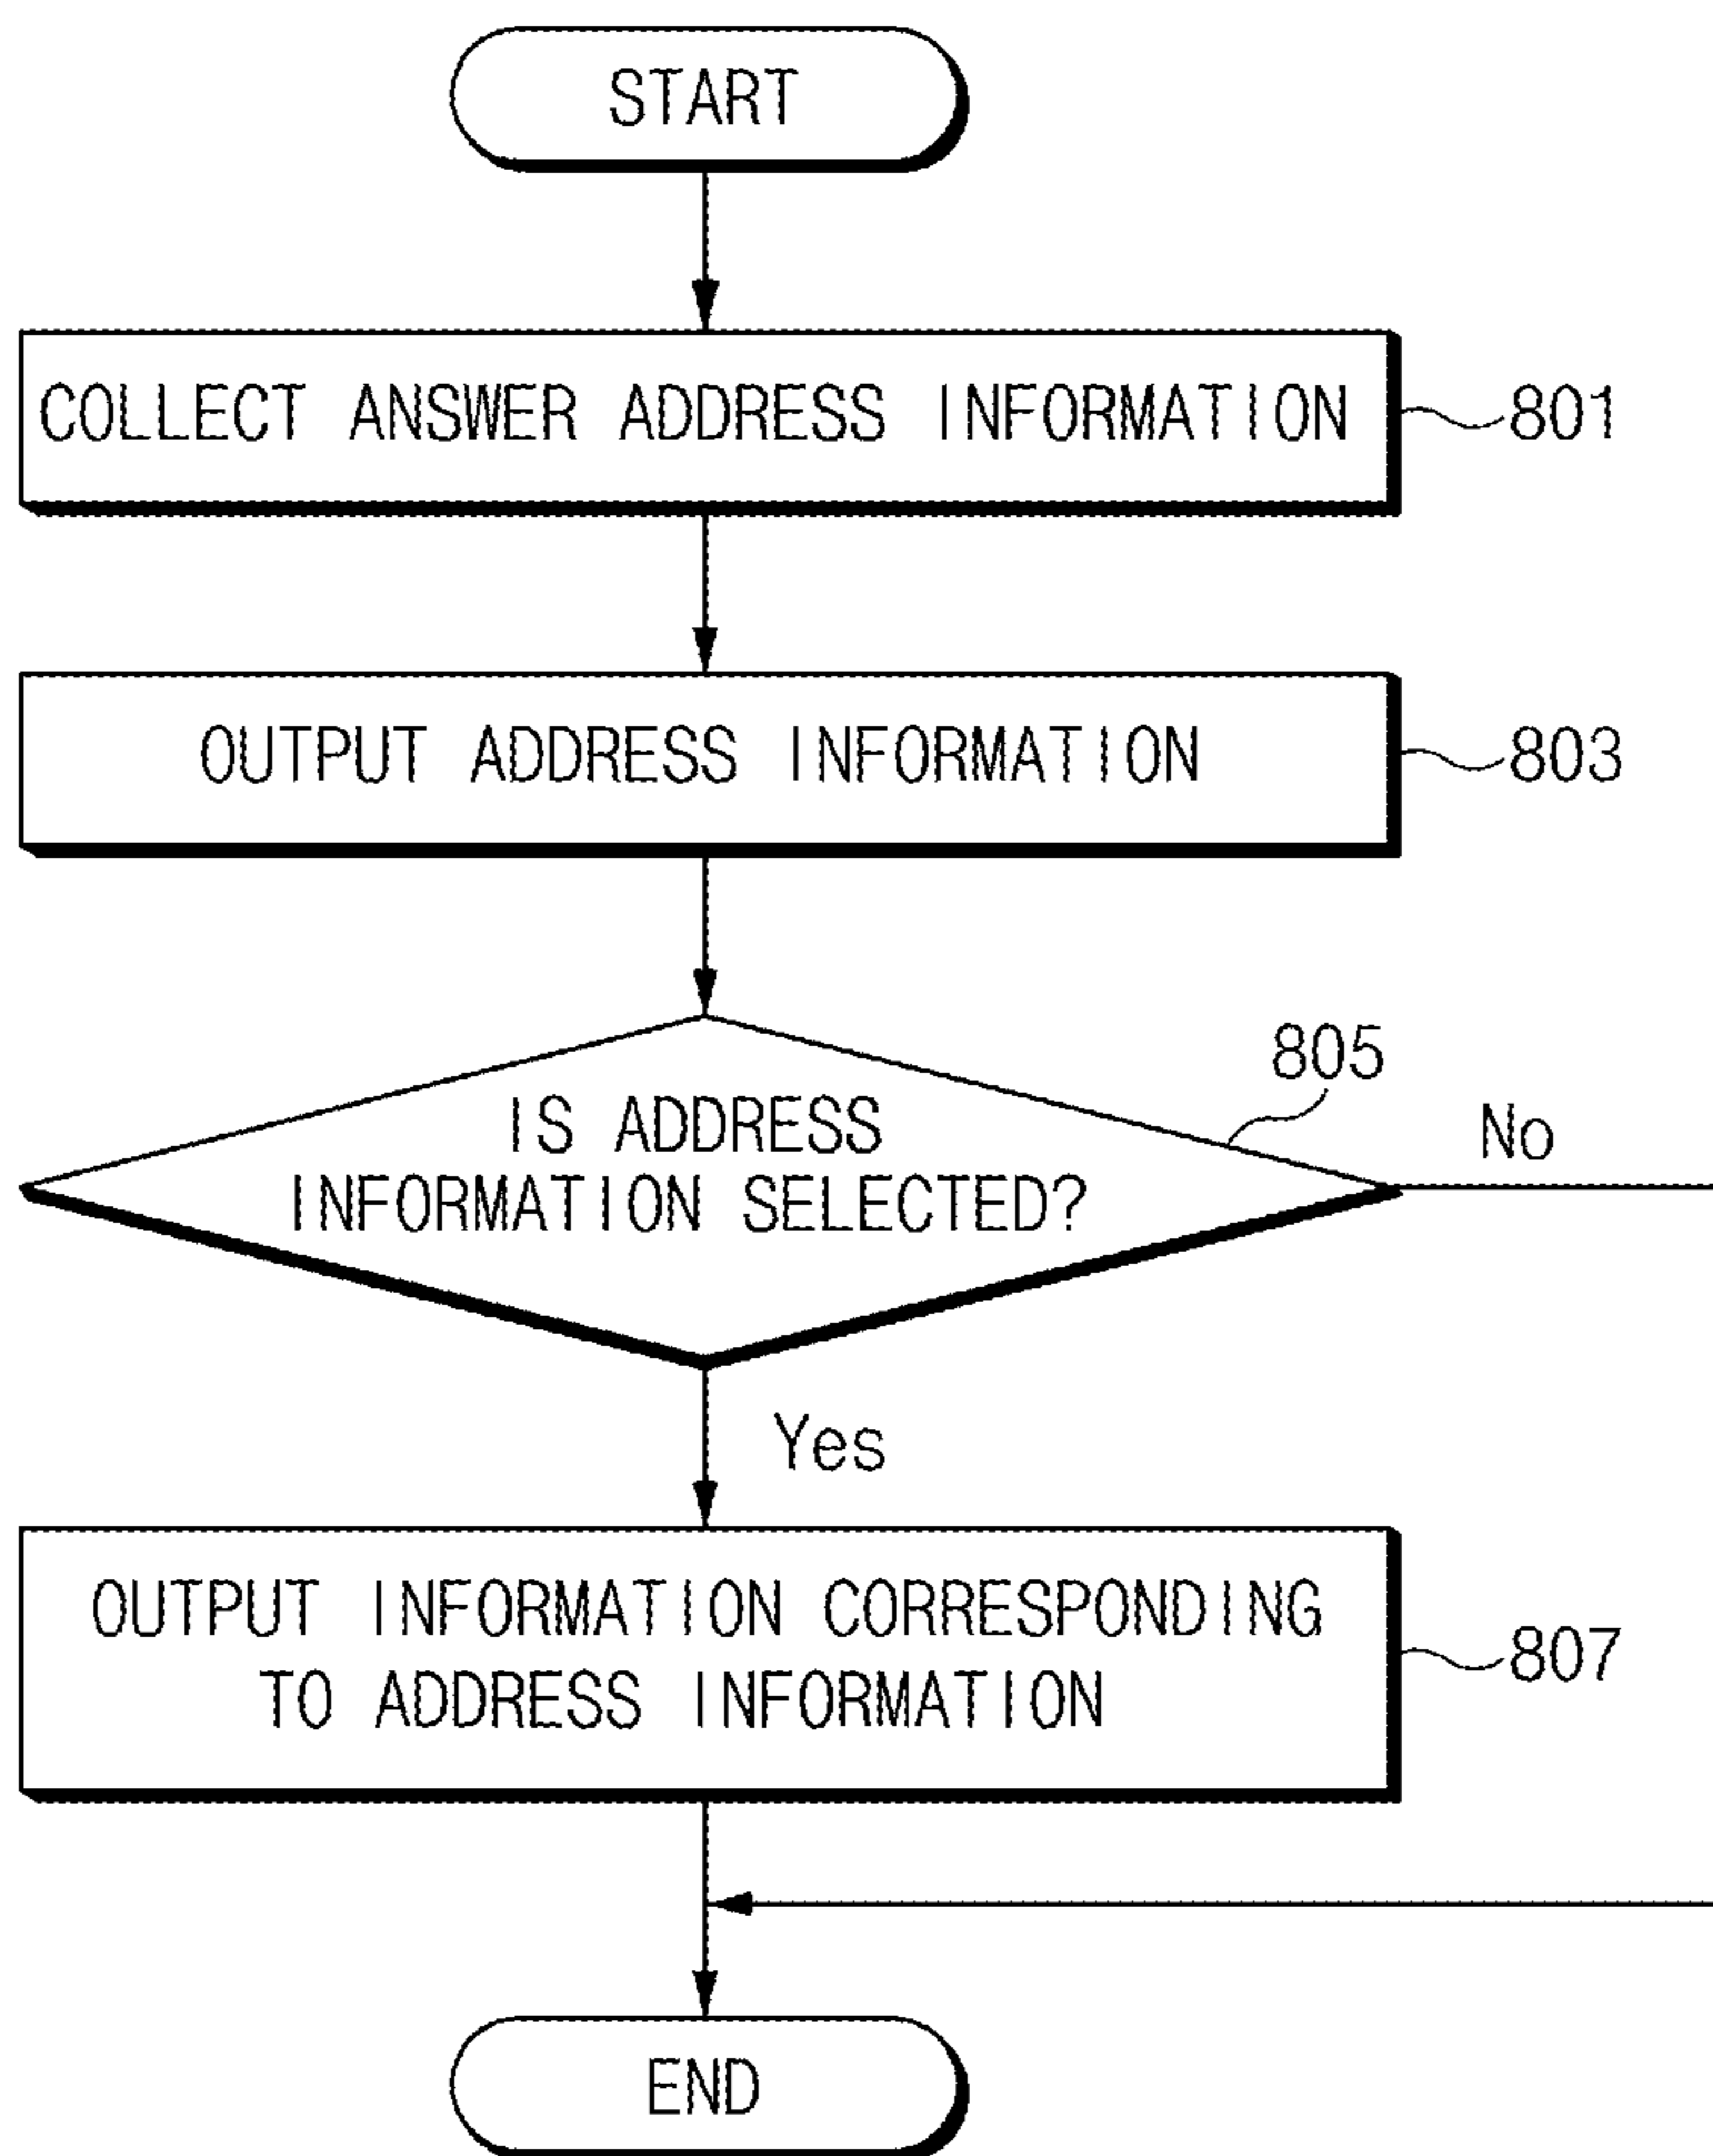 START
COLLECT ANSWER ADDRESS INFORMATION
801
OUTPUT ADDRESS INFORMATION
803
805
IS ADDRESS
INFORMATION SELECTED?
No
Yes
OUTPUT INFORMATION CORRESPONDING
TO ADDRESS INFORMATION
807
END